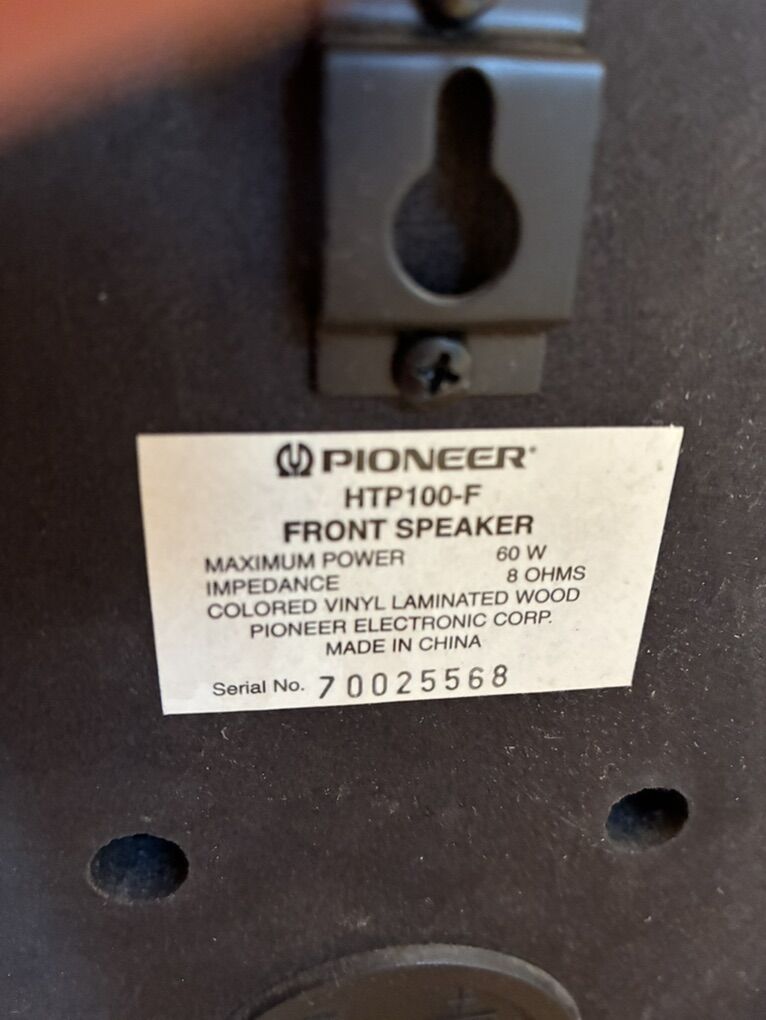 PIONEER®
HTP100-F
FRONT SPEAKER
MAXIMUM POWER 60 W
IMPEDANCE 8 OHMS
COLORED VINYL LAMINATED WOOD
PIONEER ELECTRONIC CORP.
MADE IN CHINA
Serial No. 70025568